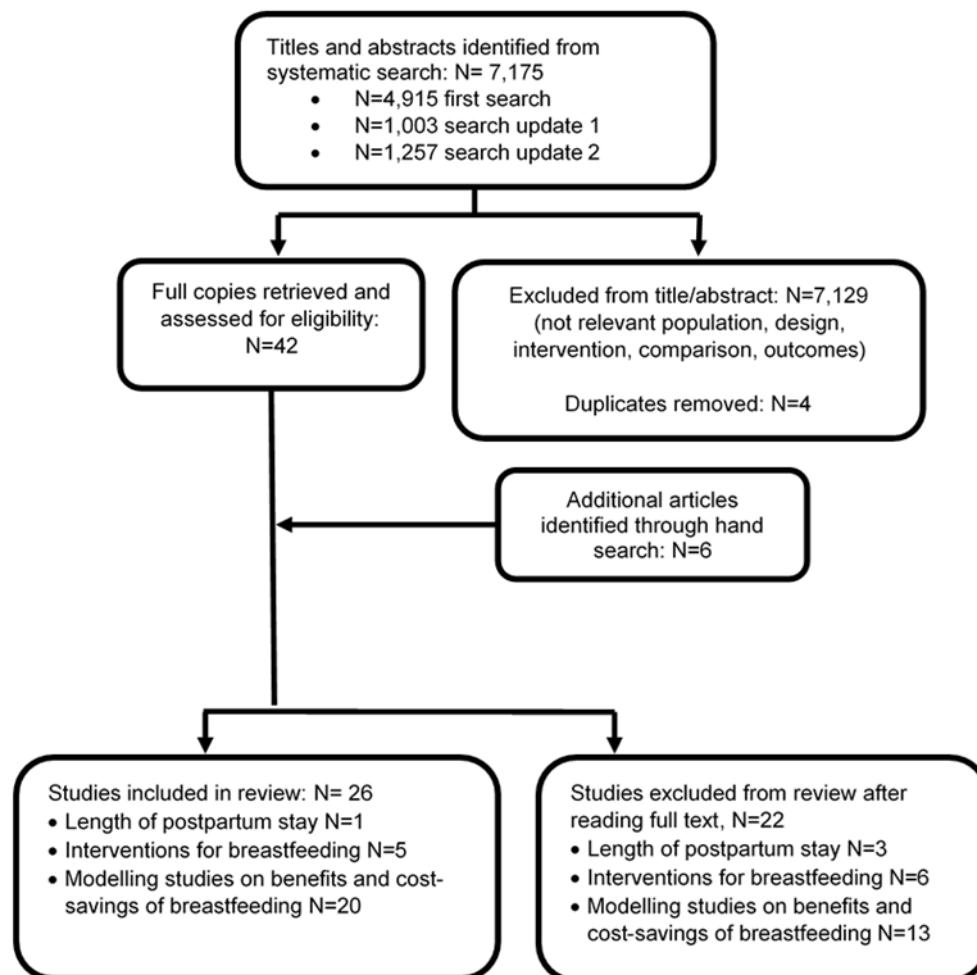 Titles and abstracts identified from
systematic search: N= 7,175
• N=4,915 first search
• N=1,003 search update 1
• N=1,257 search update 2
Full copies retrieved and
assessed for eligibility:
N=42
Excluded from title/abstract: N=7,129
(not relevant population, design,
intervention, comparison, outcomes)
Duplicates removed: N=4
Additional articles
identified through hand
search: N=6
Studies included in review: N= 26
• Length of postpartum stay N=1
• Interventions for breastfeeding N=5
• Modelling studies on benefits and cost-
savings of breastfeeding N=20
Studies excluded from review after
reading full text, N=22
• Length of postpartum stay N=3
• Interventions for breastfeeding N=6
• Modelling studies on benefits and
cost-savings of breastfeeding N=13